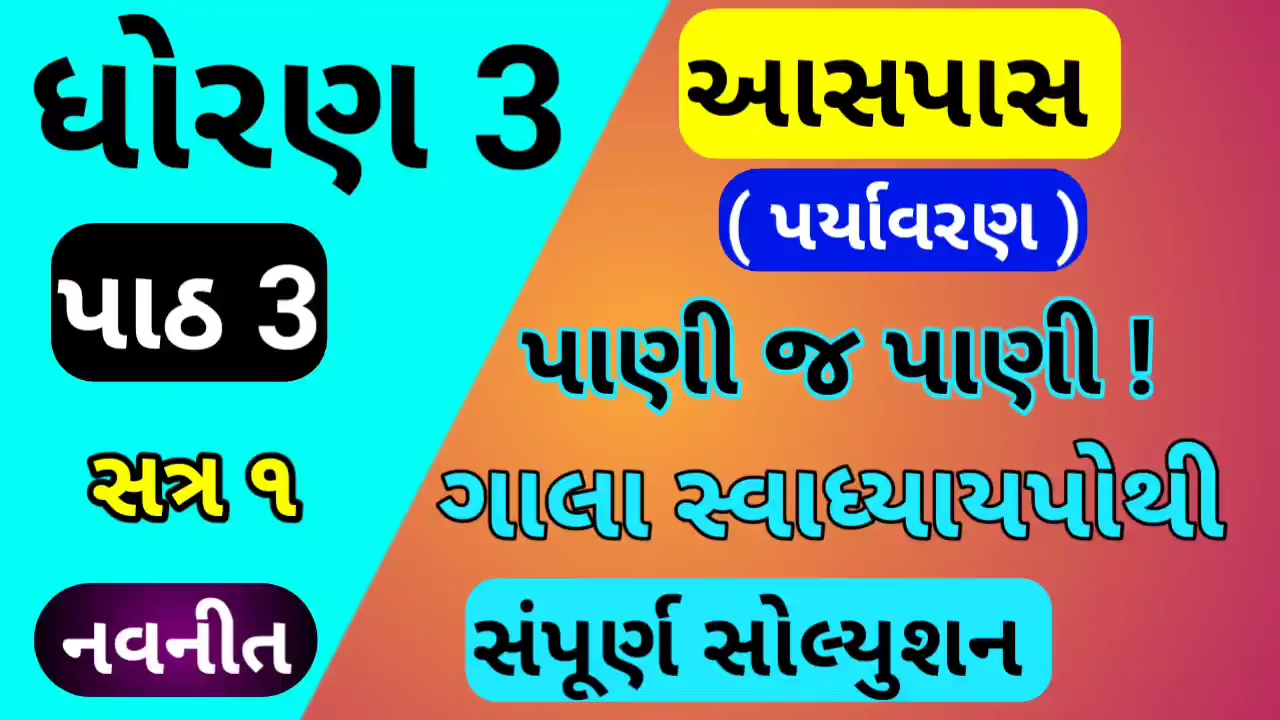 ધોરણ 3
પાઠ 3
સત્ર ૧
નવનીત
આસપાસ
( પર્યાવરણ )
પાણી જ પાણી !
ગાલા સ્વાધ્યાયપોથી
સંપૂર્ણ સોલ્યુશન